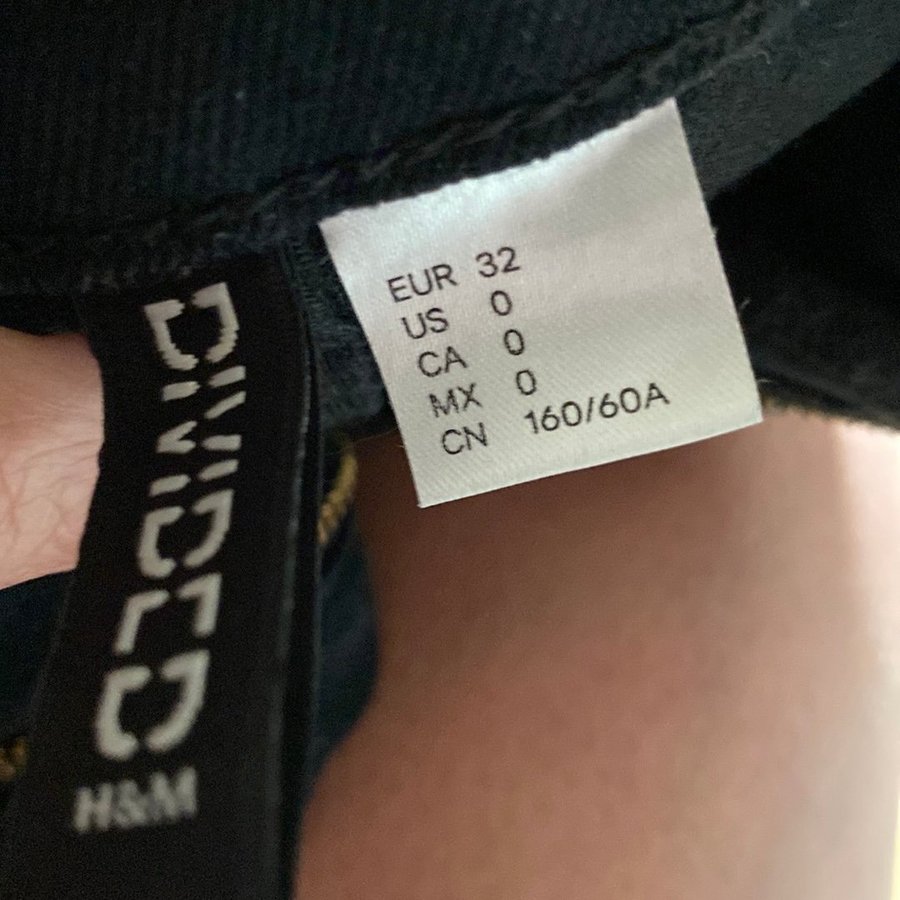 DIVIDED
H&M
EUR 32
US 0
CA 0
MX 0
CN 160/60A